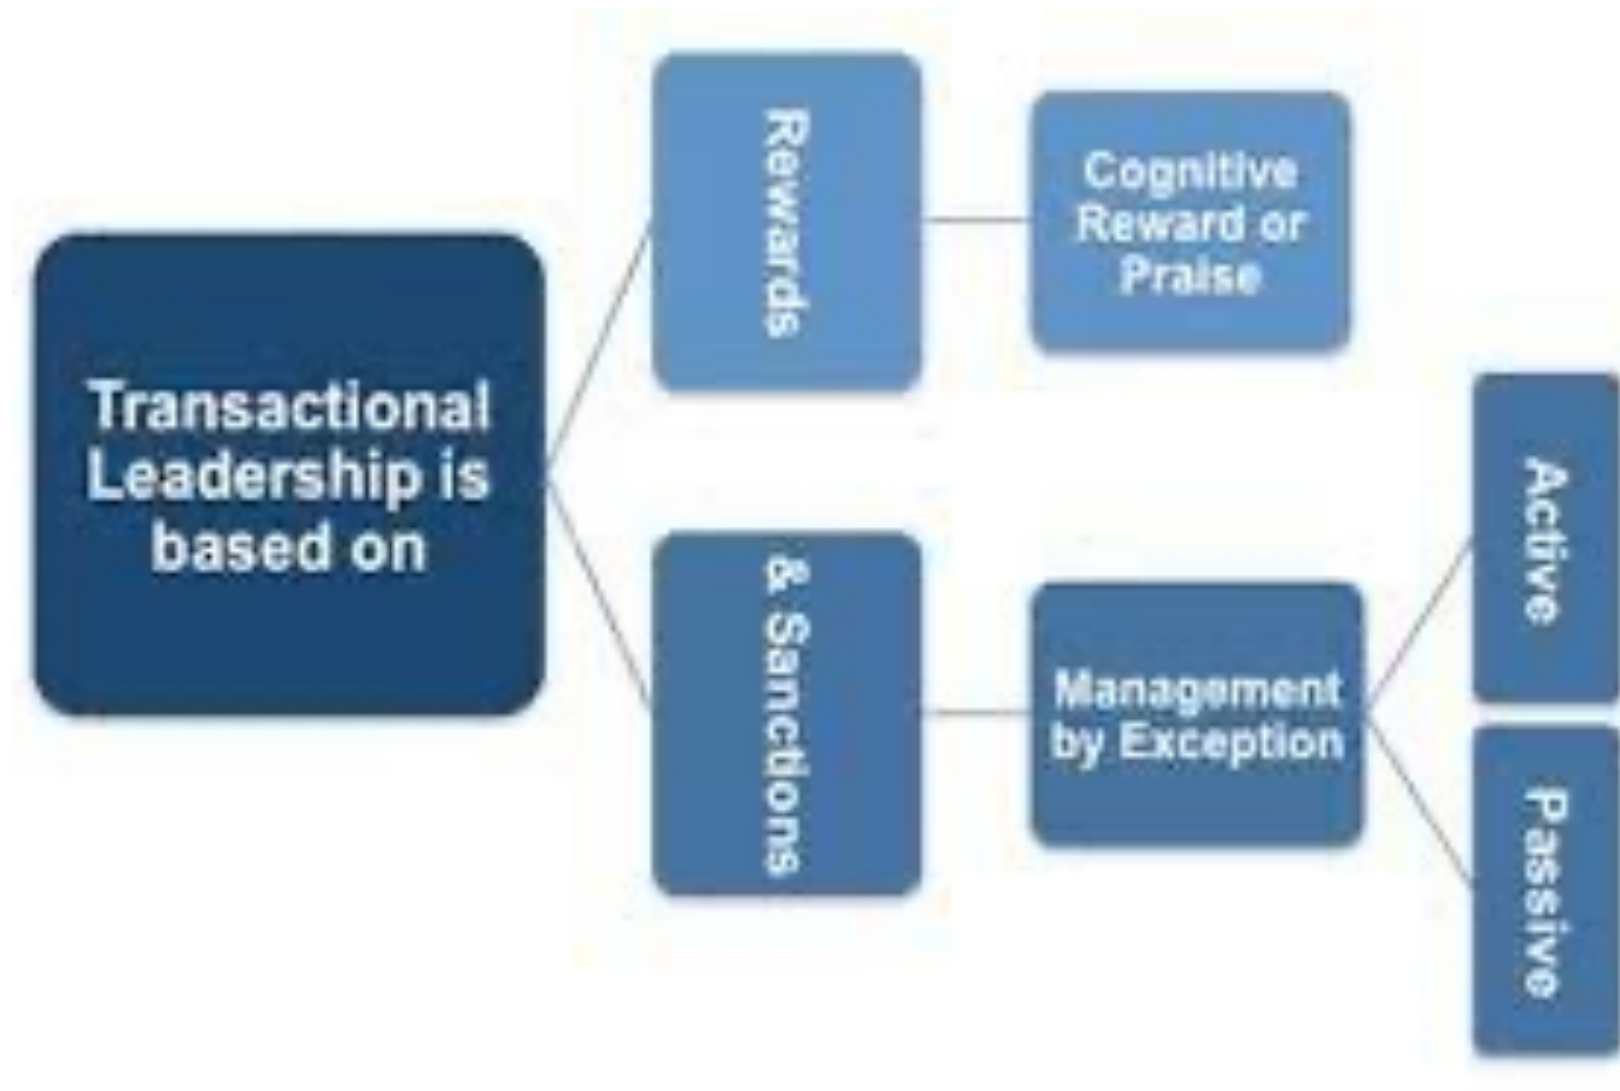 Transactional
Leadership is
based on
Rewards
Cognitive
Reward or
Praise
& Sanctions
Management
by Exception
Active
Passive